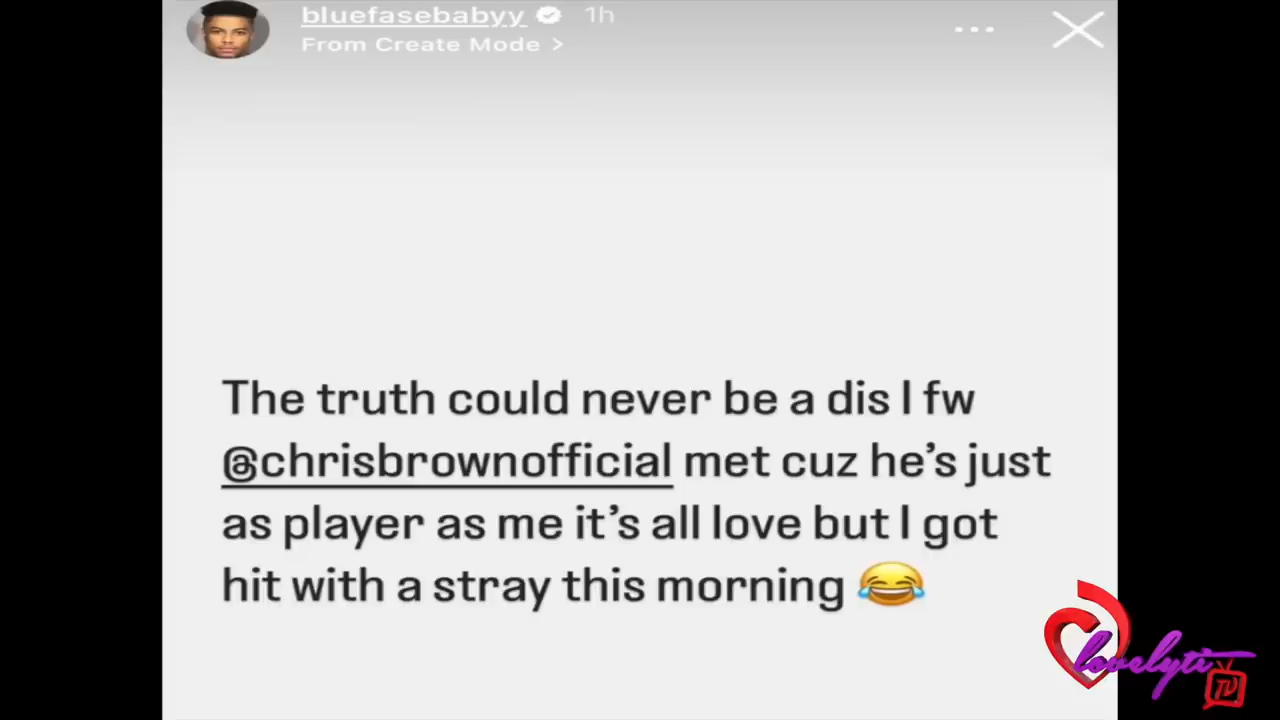 bluefasebabyy 1h
From Create Mode >
The truth could never be a dis I fw
@chrisbrownofficial met cuz he's just
as player as me it's all love but I got
hit with a stray this morning 😂
lovelyti
TV